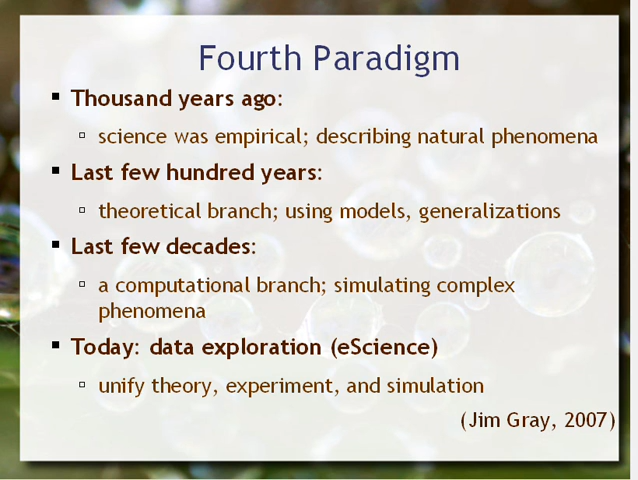 Fourth Paradigm
▪ Thousand years ago:
▫ science was empirical; describing natural phenomena
▪ Last few hundred years:
▫ theoretical branch; using models, generalizations
▪ Last few decades:
▫ a computational branch; simulating complex
phenomena
▪ Today: data exploration (eScience)
▫ unify theory, experiment, and simulation
(Jim Gray, 2007)